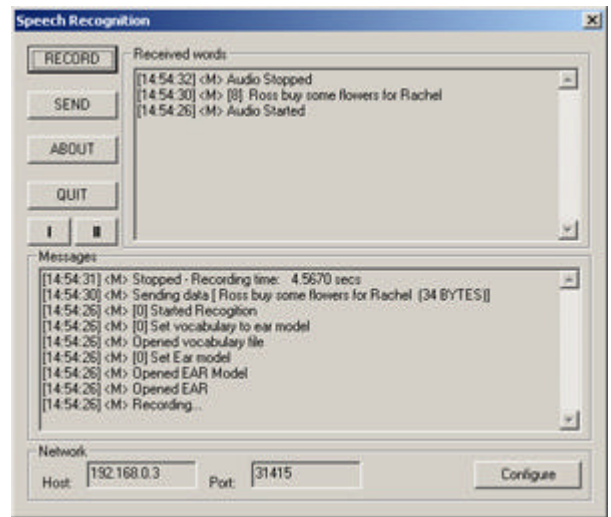 Speech Recognition
RECORD
SEND
ABOUT
QUIT
I II
Received words
[14:54:32] <M> Audio Stopped
[14:54:30] <M> [8] Ross buy some flowers for Rachel
[14:54:26] <M> Audio Started
Messages
[14:54:31] <M> Stopped - Recording time: 4.5670 secs
[14:54:30] <M> Sending data [ Ross buy some flowers for Rachel (34 BYTES)]
[14:54:26] <M> [0] Started Recogition
[14:54:26] <M> [0] Set vocabulary to ear model
[14:54:26] <M> Opened vocabulary file
[14:54:26] <M> [0] Set Ear model
[14:54:26] <M> Opened EAR Model
[14:54:26] <M> Opened EAR
[14:54:26] <M> Recording...
Network
Host: 192.168.0.3 Port: 31415 Configure